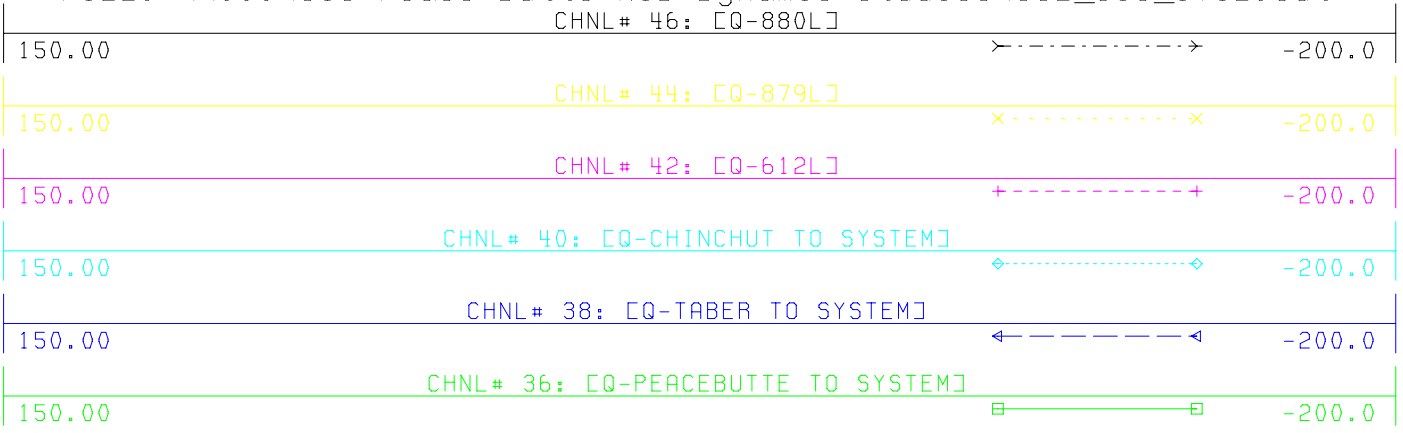 CHNL# 46: [Q-880L]
150.00 -200.0
CHNL# 44: [Q-879L]
150.00 -200.0
CHNL# 42: [Q-612L]
150.00 -200.0
CHNL# 40: [Q-CHINCHUT TO SYSTEM]
150.00 -200.0
CHNL# 38: [Q-TABER TO SYSTEM]
150.00 -200.0
CHNL# 36: [Q-PEACEBUTTE TO SYSTEM]
150.00 -200.0